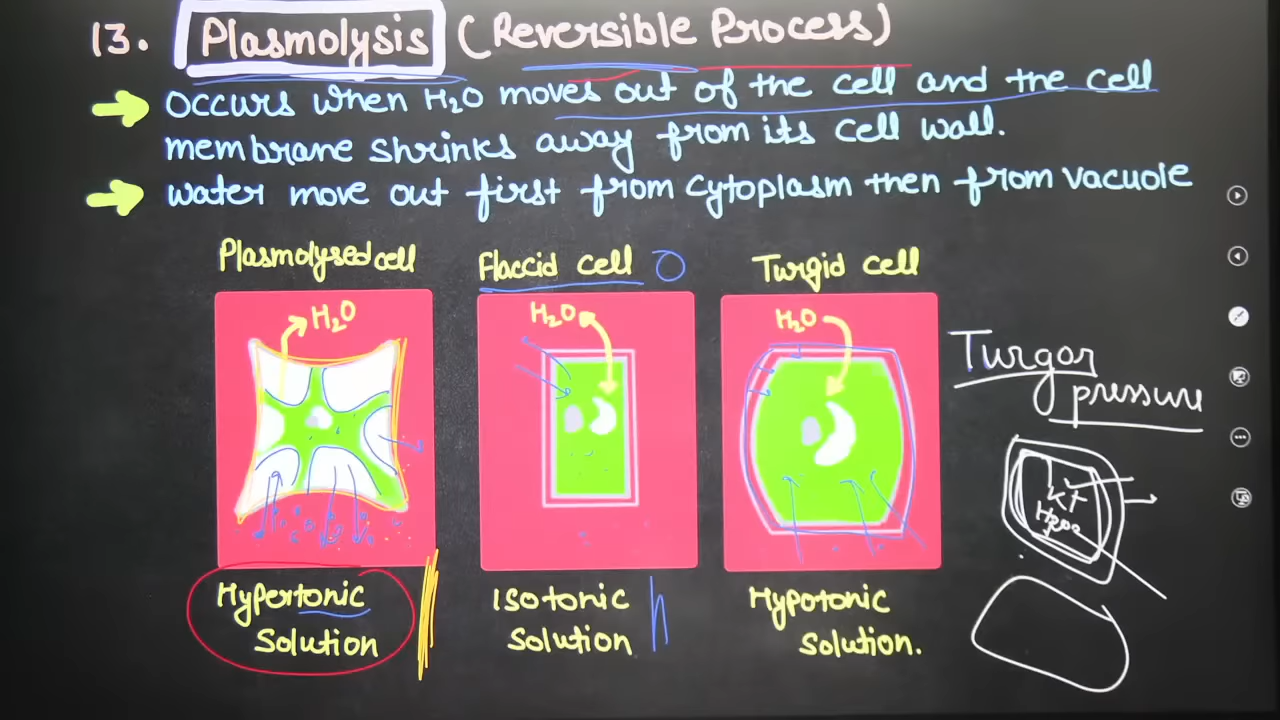 13. Plasmolysis (Reversible Process)
Occurs when H₂O moves out of the cell and the cell
membrane shrinks away from its cell wall.
water move out first from cytoplasm then from vacuole
Plasmolysed cell
Flaccid cell
Turgid cell
H₂O
H₂O
H₂O
Turgor
pressure
K+
Hypertonic
Solution
Isotonic
Solution
Hypotonic
Solution.